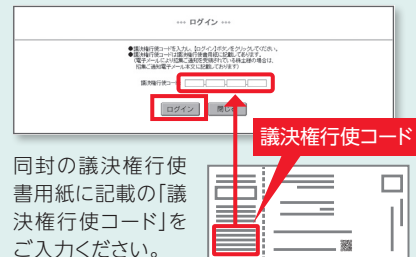 *** ログイン ***
●議決権行使コードを入力し、[ログイン]ボタンをクリックしてください。
●議決権行使コードは議決権行使書用紙に記載しております。
(電子メールにより招集ご通知を受領されている株主様の場合は、
招集ご通知電子メール本文に記載しております)
議決権行使コード
ログイン
閉じ
議決権行使コード
同封の議決権行使
書用紙に記載の「議
決権行使コード」を
ご入力ください。